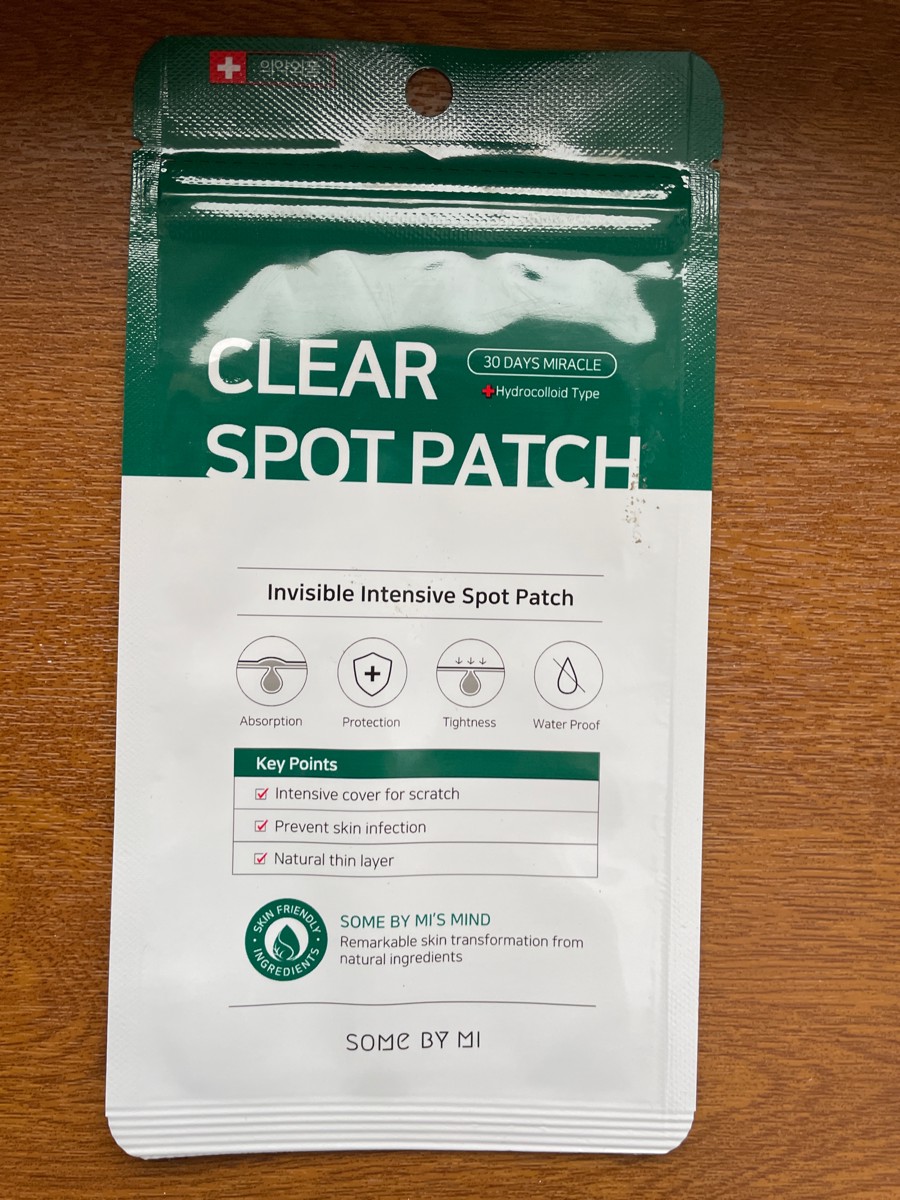 CLEAR
30 DAYS MIRACLE
Hydrocolloid Type
SPOT PATCH
Invisible Intensive Spot Patch
Absorption Protection Tightness Water Proof
Key Points
Intensive cover for scratch
Prevent skin infection
Natural thin layer
SKIN FRIENDLY INGREDIENTS
SOME BY MI'S MIND
Remarkable skin transformation from
natural ingredients
SOME BY MI